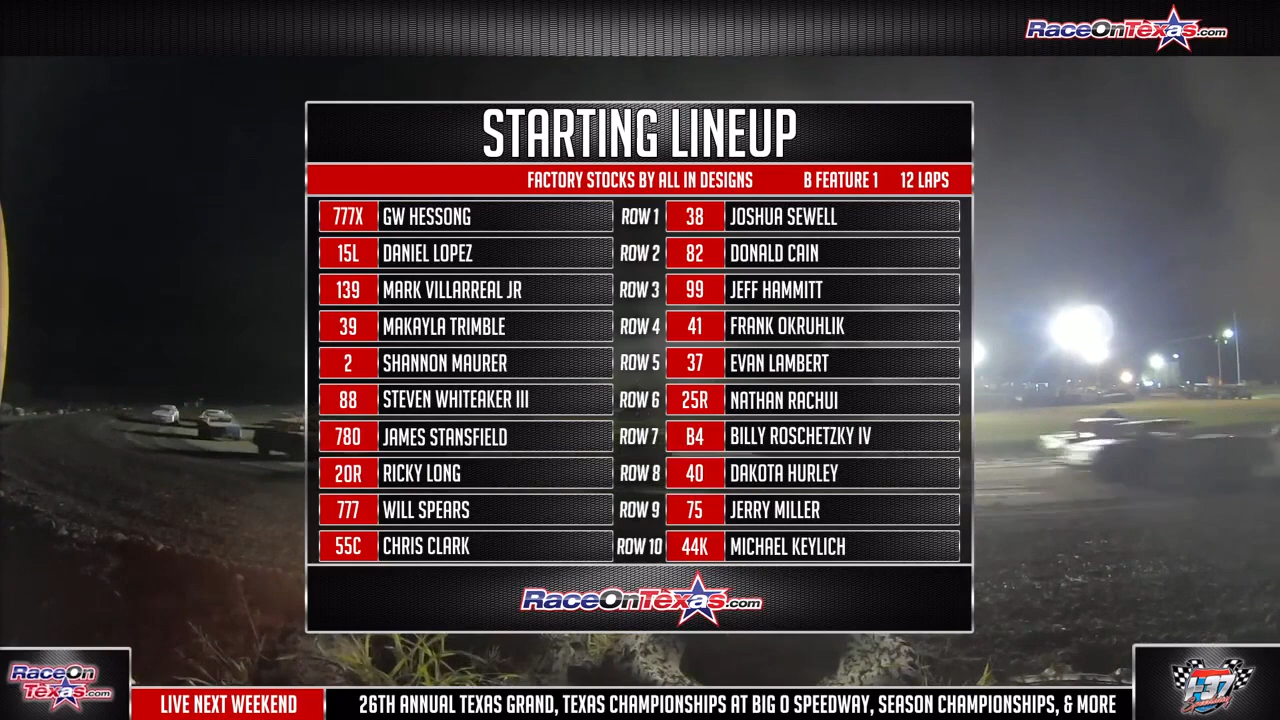 RaceOnTexas.com
STARTING LINEUP
FACTORY STOCKS BY ALL IN DESIGNS B FEATURE 1 12 LAPS
777X GW HESSONG ROW 1 38 JOSHUA SEWELL
15L DANIEL LOPEZ ROW 2 82 DONALD CAIN
139 MARK VILLARREAL JR ROW 3 99 JEFF HAMMITT
39 MAKAYLA TRIMBLE ROW 4 41 FRANK OKRUHLIK
2 SHANNON MAURER ROW 5 37 EVAN LAMBERT
88 STEVEN WHITEAKER III ROW 6 25R NATHAN RACHUI
780 JAMES STANSFIELD ROW 7 B4 BILLY ROSCHETZKY IV
20R RICKY LONG ROW 8 40 DAKOTA HURLEY
777 WILL SPEARS ROW 9 75 JERRY MILLER
55C CHRIS CLARK ROW 10 44K MICHAEL KEYLICH
RaceOnTexas.com
RaceOn
Texas.com
LIVE NEXT WEEKEND 26TH ANNUAL TEXAS GRAND, TEXAS CHAMPIONSHIPS AT BIG O SPEEDWAY, SEASON CHAMPIONSHIPS, & MORE
I-37
Speedway